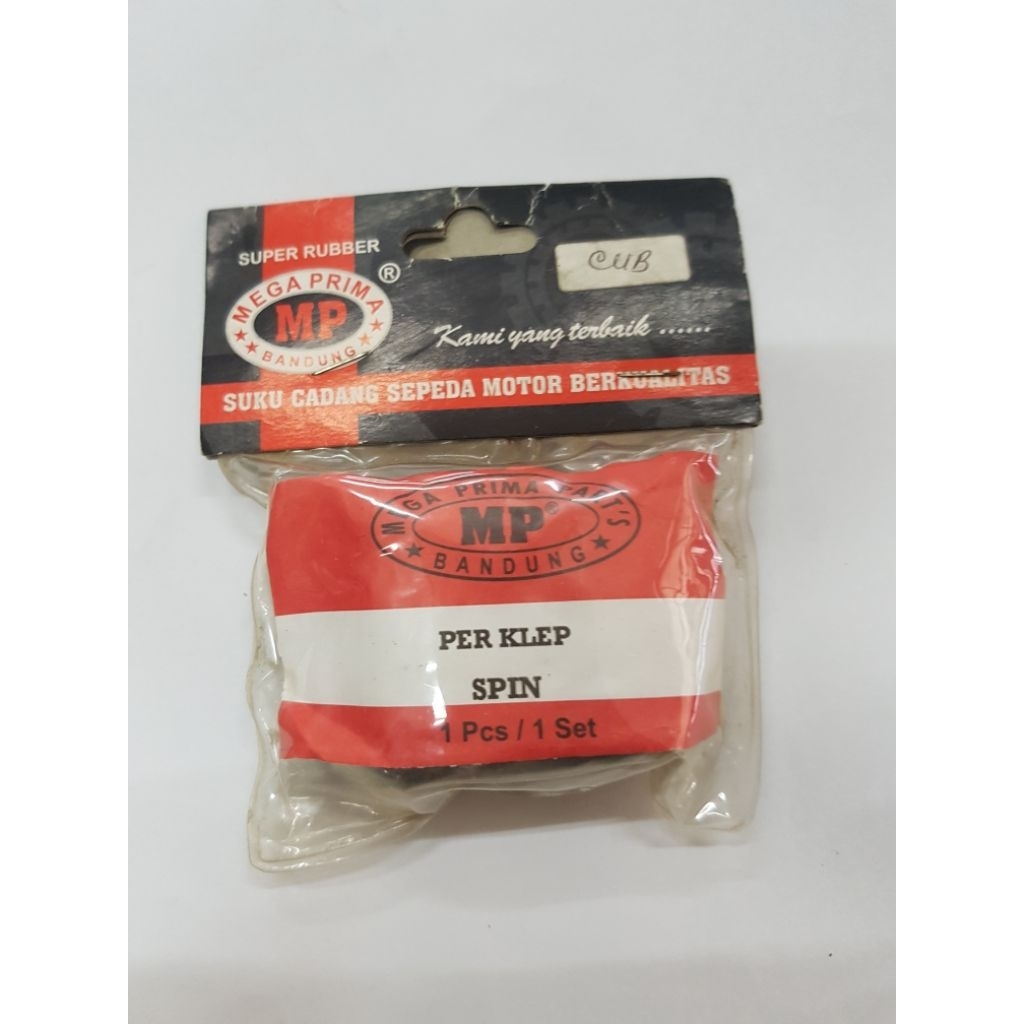 SUPER RUBBER
MEGA PRIMA
MP
®
BANDUNG
CUB
Kami yang terbaik ......
SUKU CADANG SEPEDA MOTOR BERKUALITAS
MEGA PRIMA PART'S
MP®
BANDUNG
PER KLEP
SPIN
1 Pcs / 1 Set